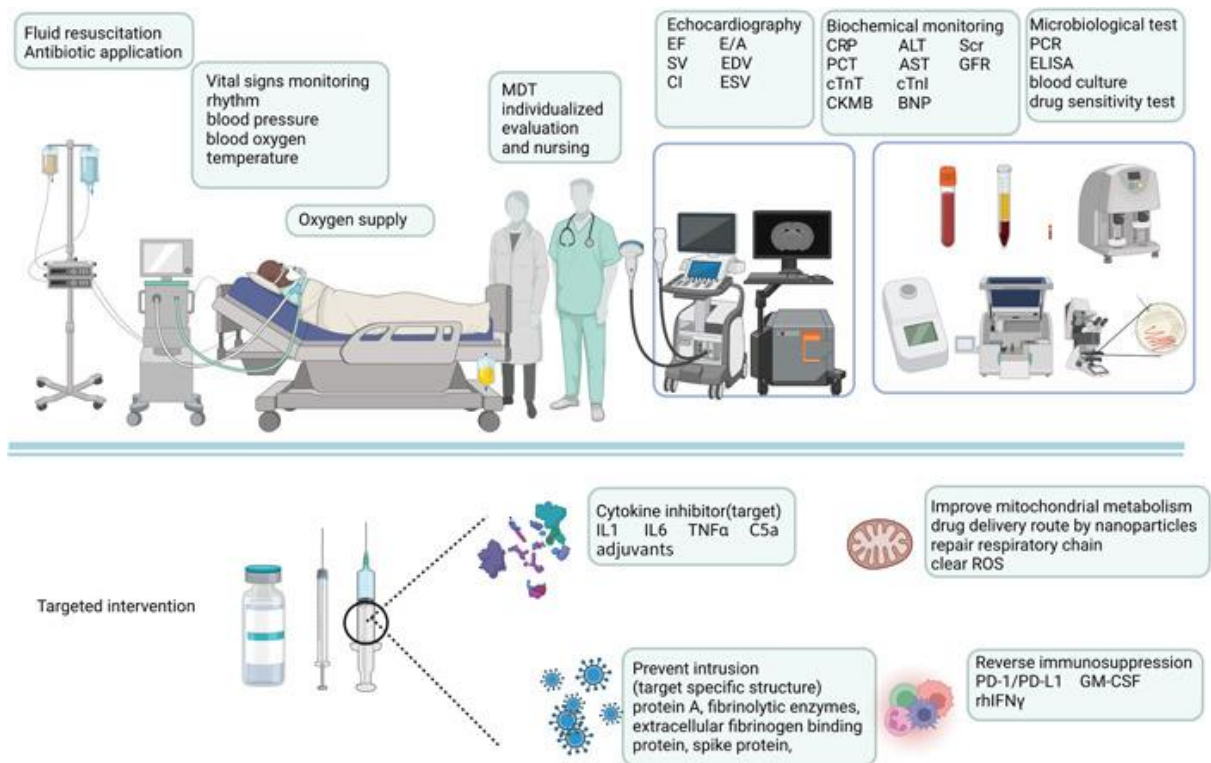 Fluid resuscitation
Antibiotic application
Vital signs monitoring
rhythm
blood pressure
blood oxygen
temperature
Oxygen supply
MDT
individualized
evaluation
and nursing
Echocardiography
EF E/A
SV EDV
CI ESV
Biochemical monitoring
CRP ALT Scr
PCT AST GFR
cTnT cTnI
CKMB BNP
Microbiological test
PCR
ELISA
blood culture
drug sensitivity test
Targeted intervention
Cytokine inhibitor(target)
IL1 IL6 TNFα C5a
adjuvants
Improve mitochondrial metabolism
drug delivery route by nanoparticles
repair respiratory chain
clear ROS
Prevent intrusion
(target specific structure)
protein A, fibrinolytic enzymes,
extracellular fibrinogen binding
protein, spike protein,
Reverse immunosuppression
PD-1/PD-L1 GM-CSF
rhIFNγ